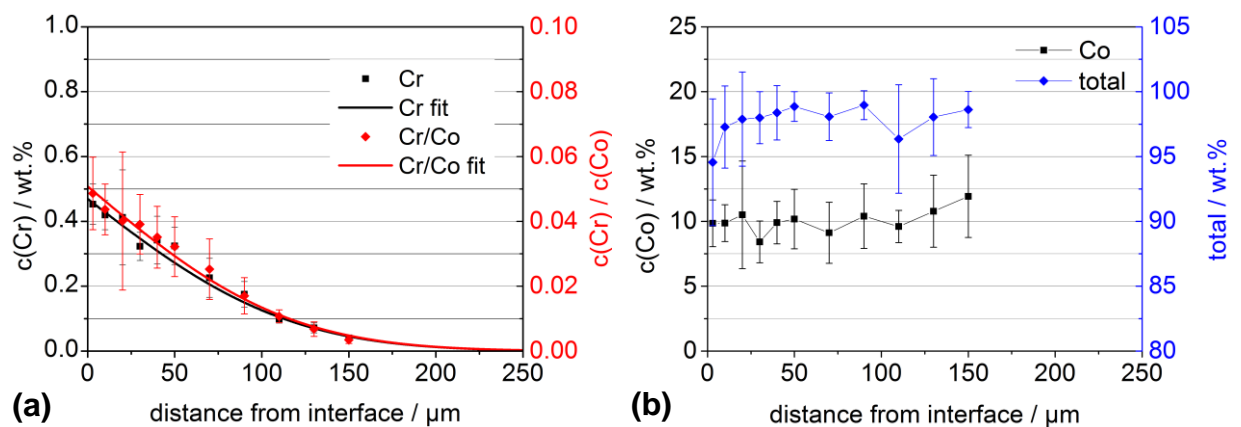 1.0
0.8
0.6
0.4
0.2
0.0
c(Cr) / wt.%
0.10
0.08
0.06
0.04
0.02
0.00
c(Cr) / c(Co)
Cr
Cr fit
Cr/Co
Cr/Co fit
0 50 100 150 200 250
distance from interface / µm
(a)
25
20
15
10
5
0
c(Co) / wt.%
105
100
95
90
85
80
total / wt.%
Co
total
0 50 100 150 200 250
distance from interface / µm
(b)